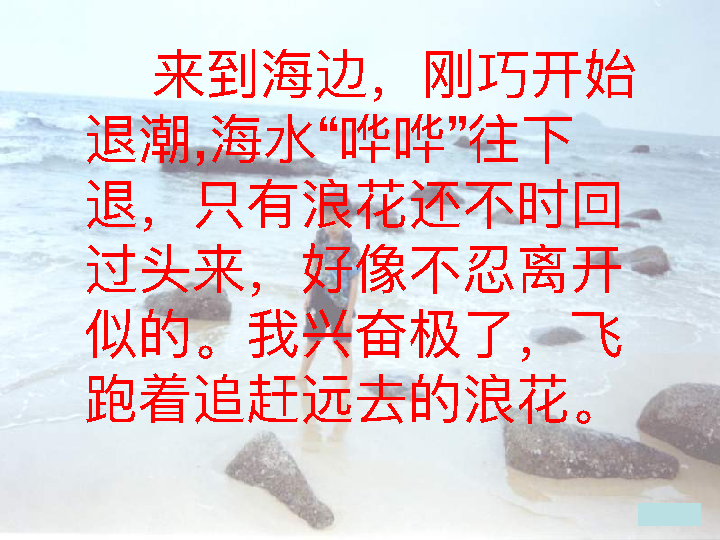 来到海边，刚巧开始
退潮,海水“哗哗”往下
退，只有浪花还不时回
过头来，好像不忍离开
似的。我兴奋极了，飞
跑着追赶远去的浪花。